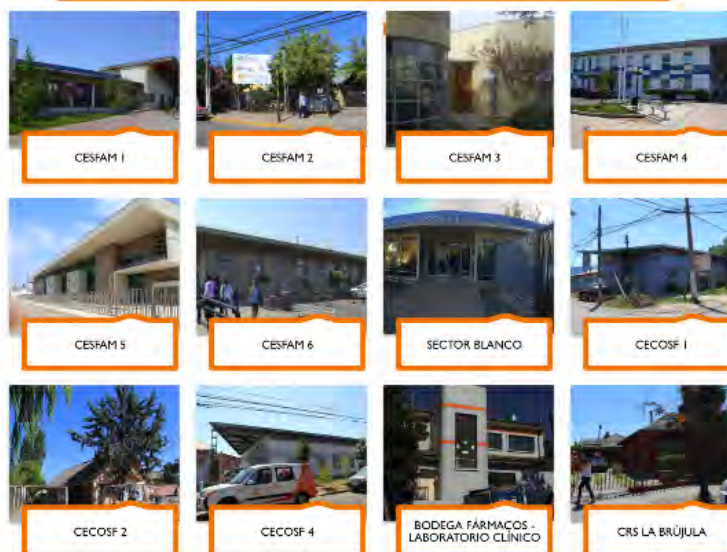 CESFAM 1
CESFAM 2
CESFAM 3
CESFAM 4
CESFAM 5
CESFAM 6
SECTOR BLANCO
CECOSF 1
CECOSF 2
CECOSF 4
BODEGA FÁRMACOS -
LABORATORIO CLÍNICO
CRS LA BRÚJULA